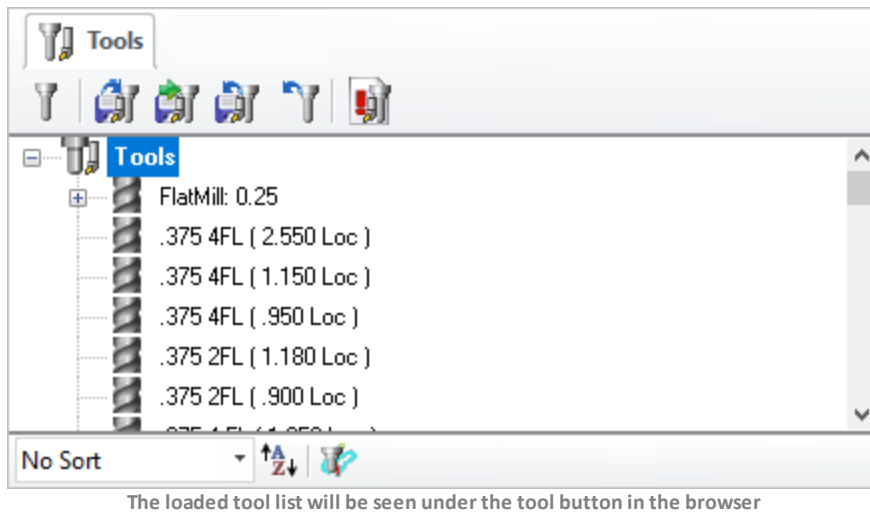 Tools
Tools
FlatMill: 0.25
.375 4FL ( 2.550 Loc )
.375 4FL ( 1.150 Loc )
.375 4FL ( .950 Loc )
.375 2FL ( 1.180 Loc )
.375 2FL ( .900 Loc )
No Sort
The loaded tool list will be seen under the tool button in the browser